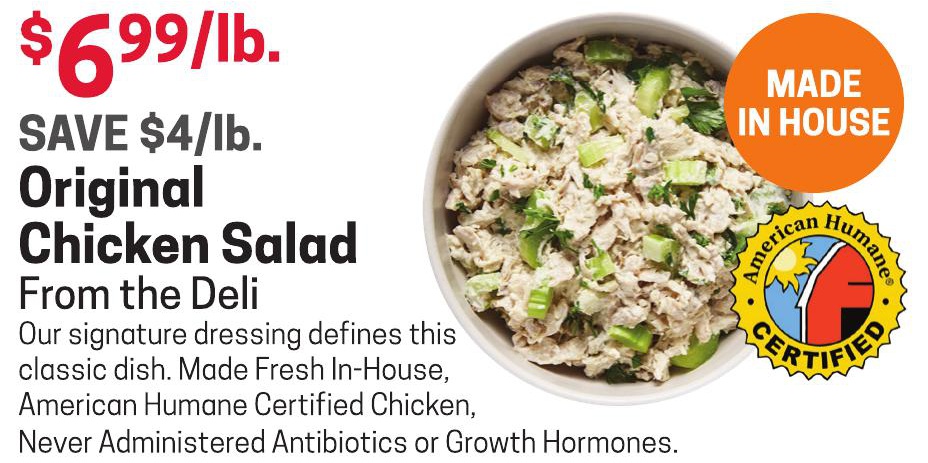 $6.99/lb.
SAVE $4/lb.
Original
Chicken Salad
From the Deli
Our signature dressing defines this
classic dish. Made Fresh In-House,
American Humane Certified Chicken,
Never Administered Antibiotics or Growth Hormones.
MADE
IN HOUSE
American Humane®
CERTIFIED